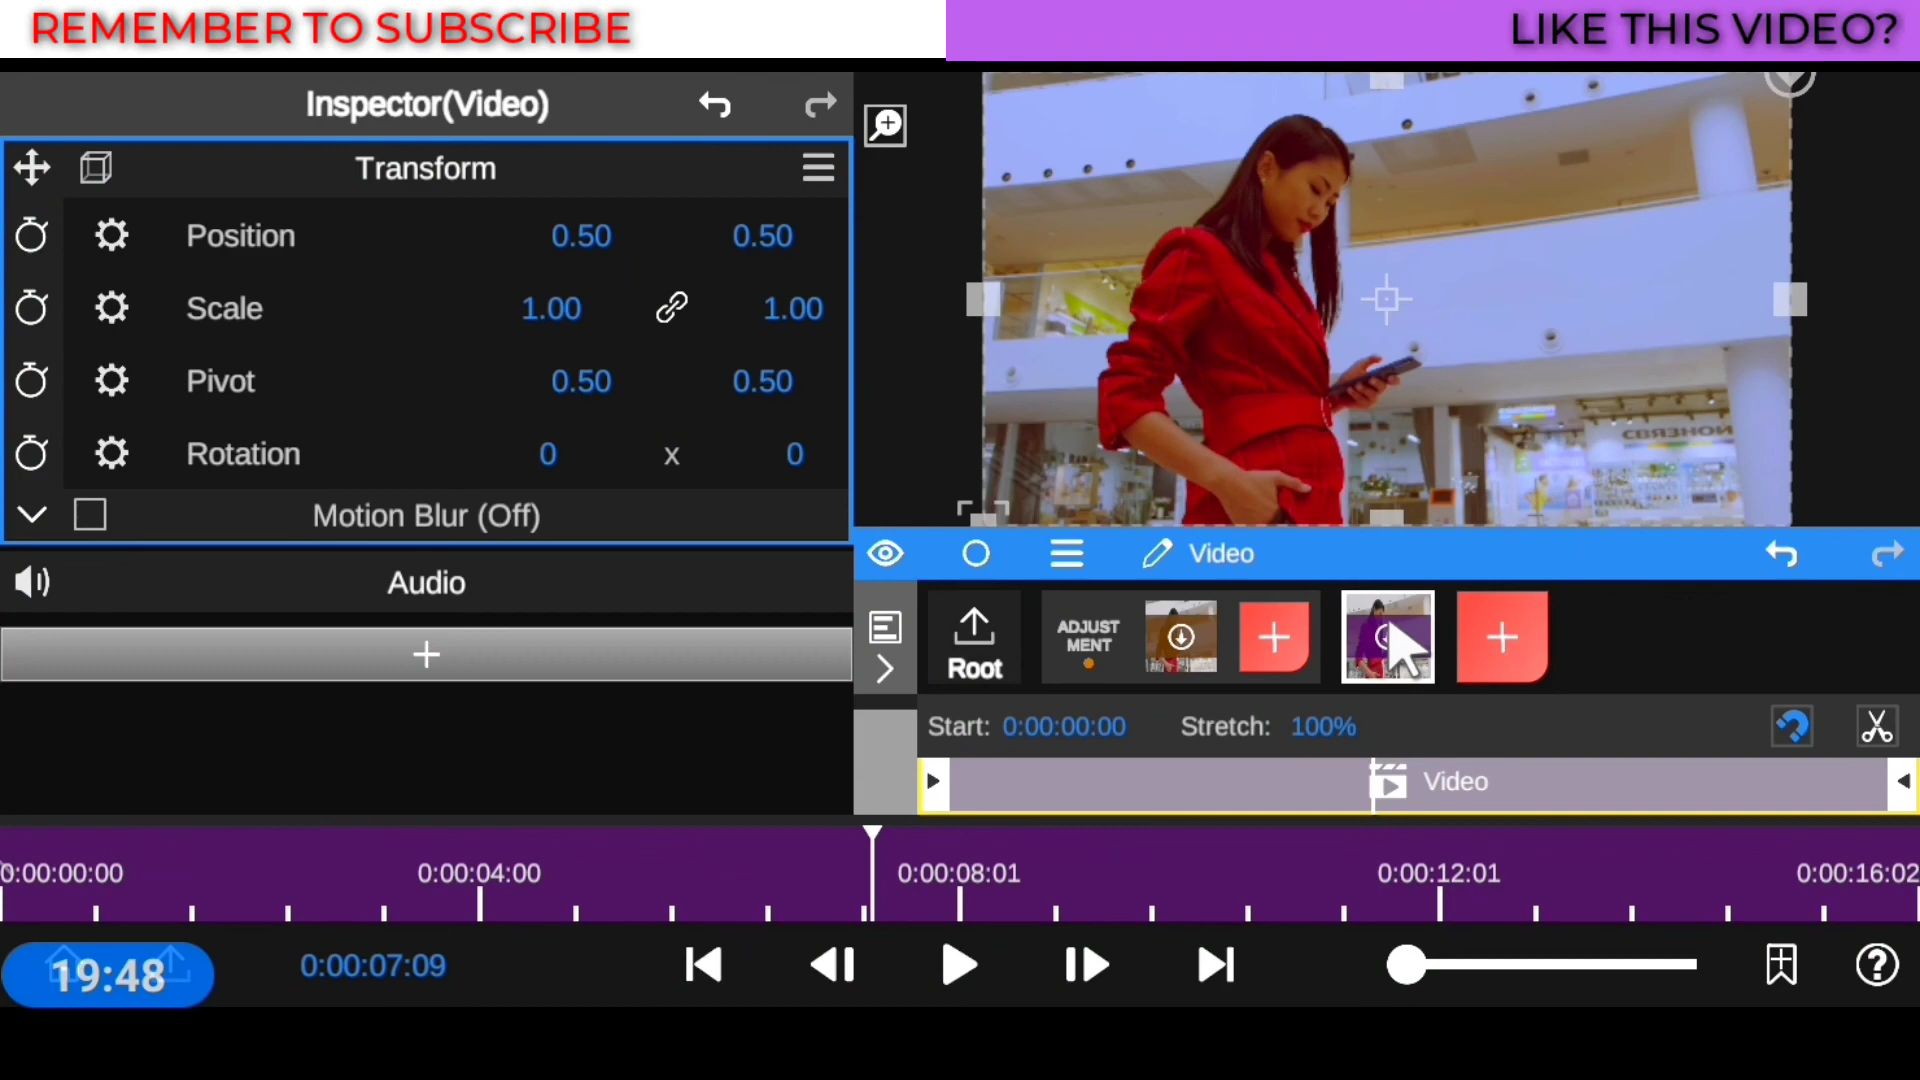 REMEMBER TO SUBSCRIBE
LIKE THIS VIDEO?
Inspector(Video)
Transform
Position 0.50 0.50
Scale 1.00 1.00
Pivot 0.50 0.50
Rotation 0 x 0
Motion Blur (Off)
Audio
СВЯЗНОЙ
Video
Root
ADJUST
MENT
Start: 0:00:00:00 Stretch: 100%
Video
0:00:00:00 0:00:04:00 0:00:08:01 0:00:12:01 0:00:16:02
19:48
0:00:07:09